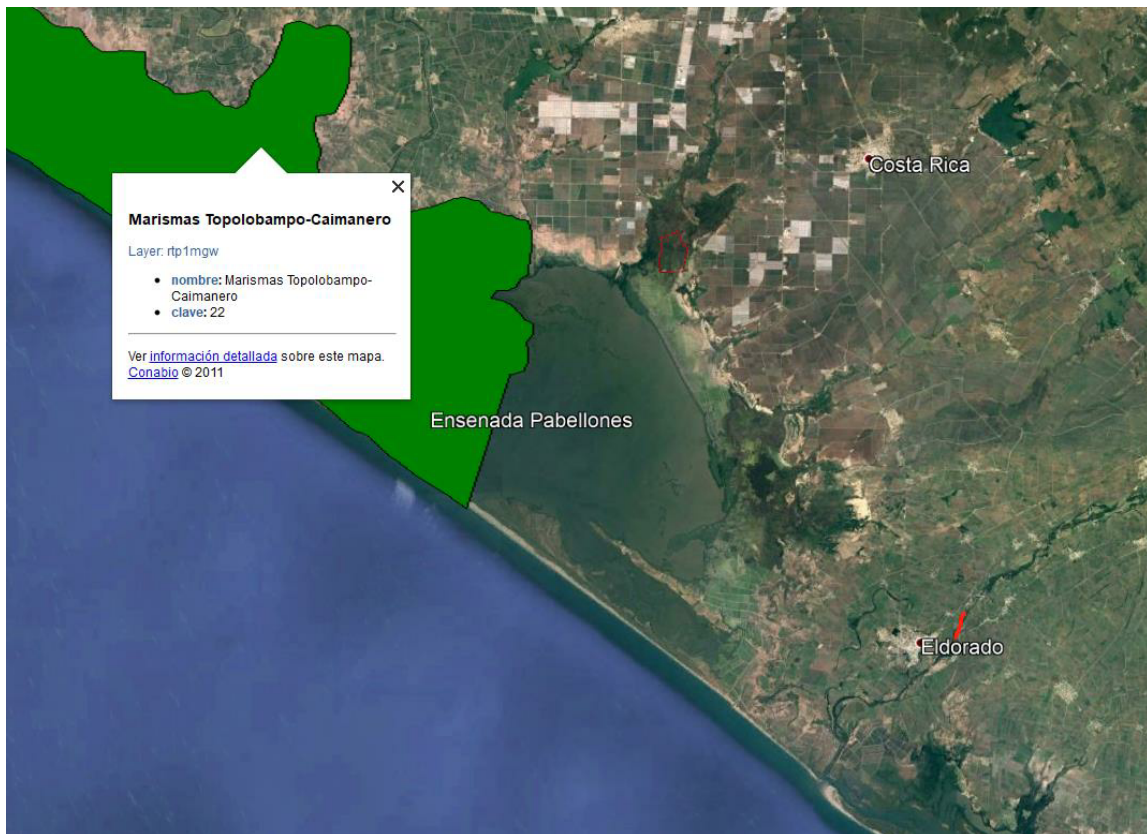 Costa Rica
×
Marismas Topolobampo-Caimanero
Layer: rtp1mgw
• nombre: Marismas Topolobampo-
Caimanero
• clave: 22
Ver información detallada sobre este mapa.
Conabio © 2011
Ensenada Pabellones
Eldorado